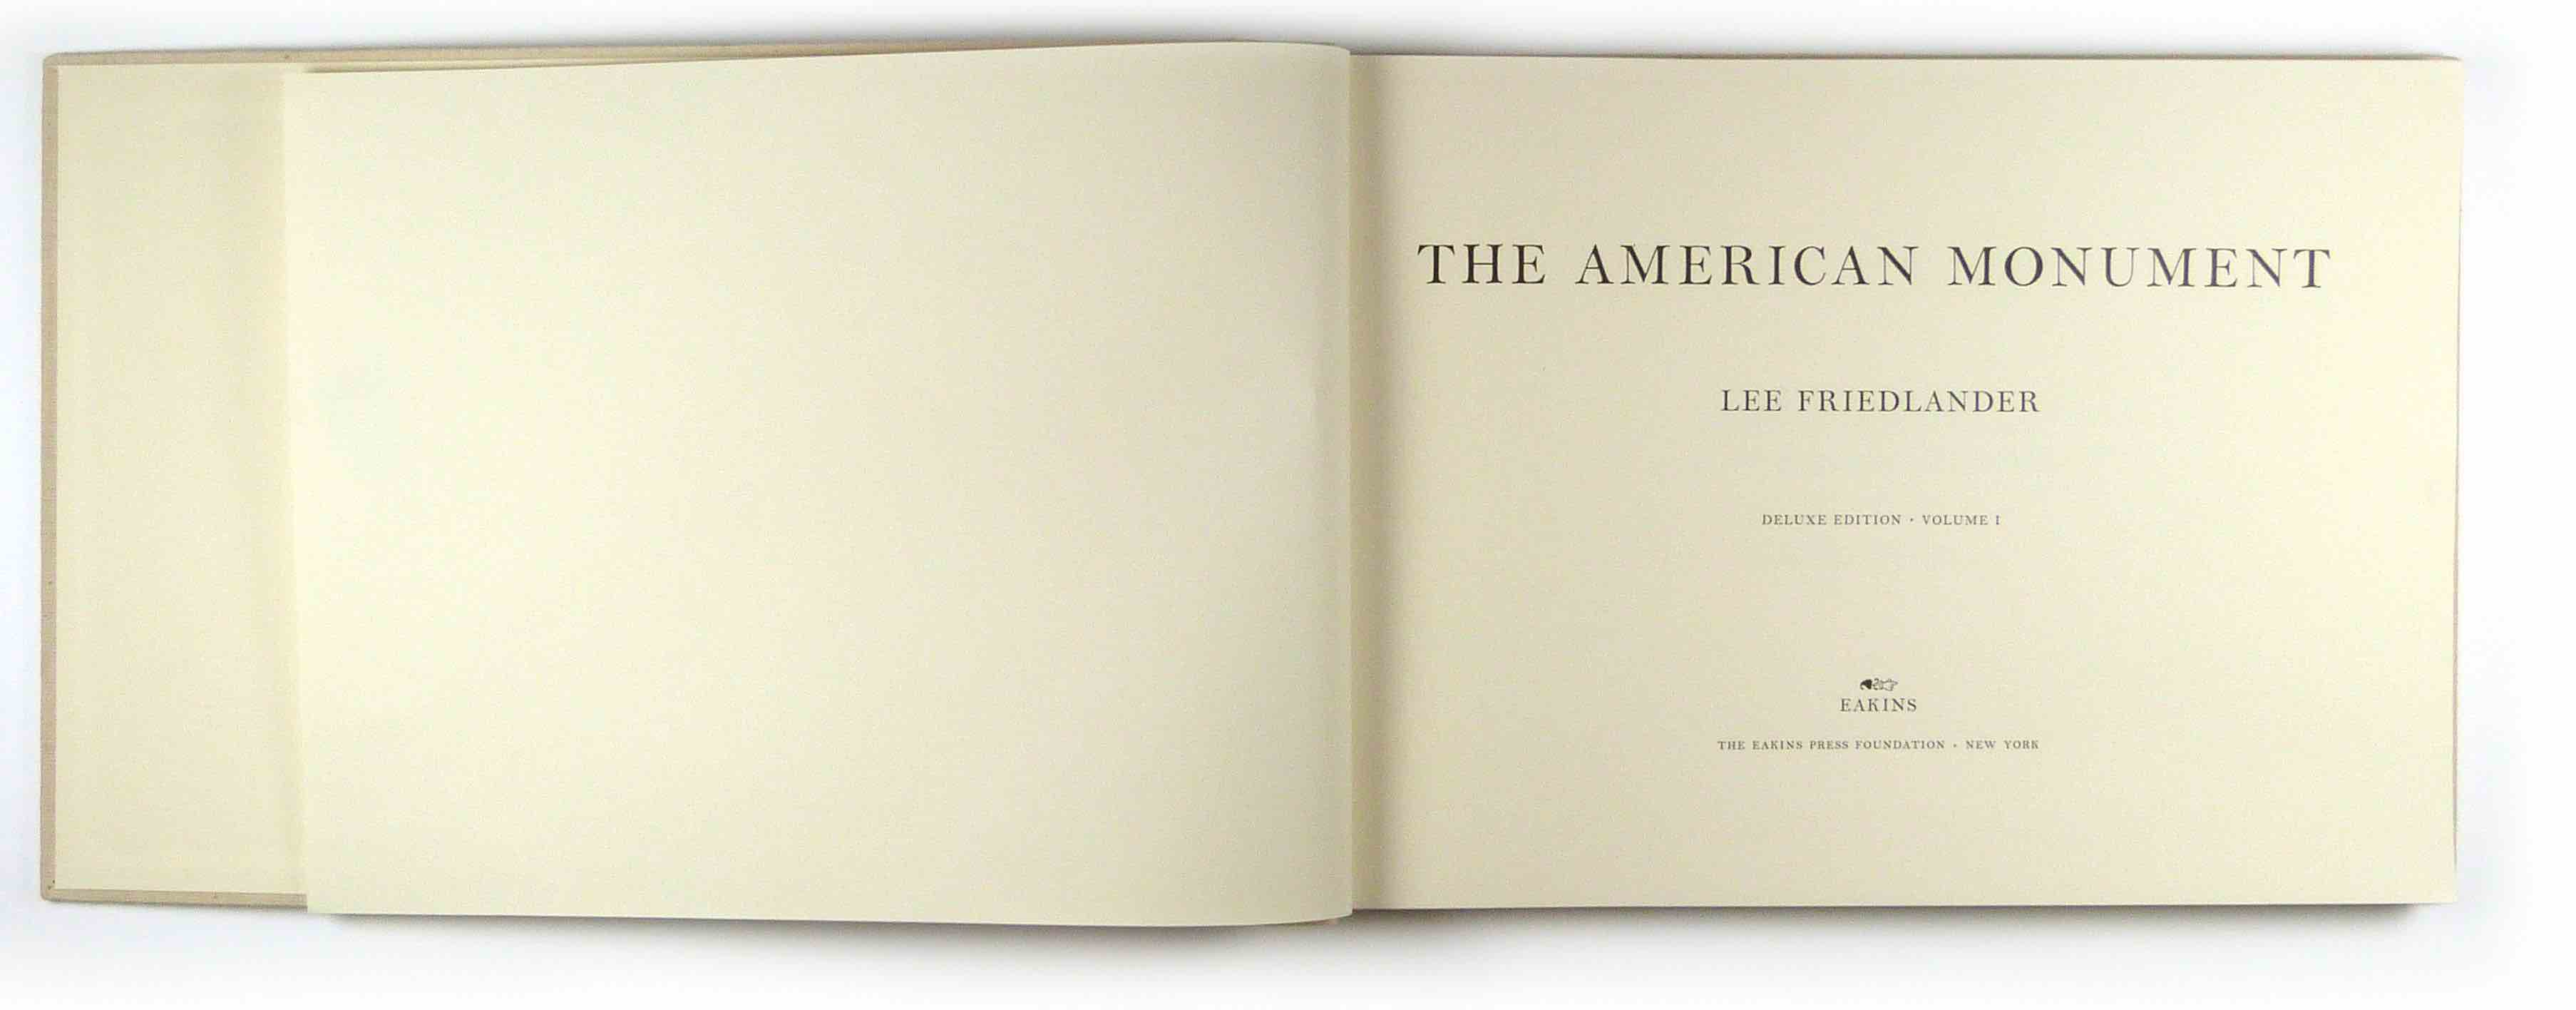 THE AMERICAN MONUMENT
LEE FRIEDLANDER
DELUXE EDITION · VOLUME I
EAKINS
THE EAKINS PRESS FOUNDATION · NEW YORK